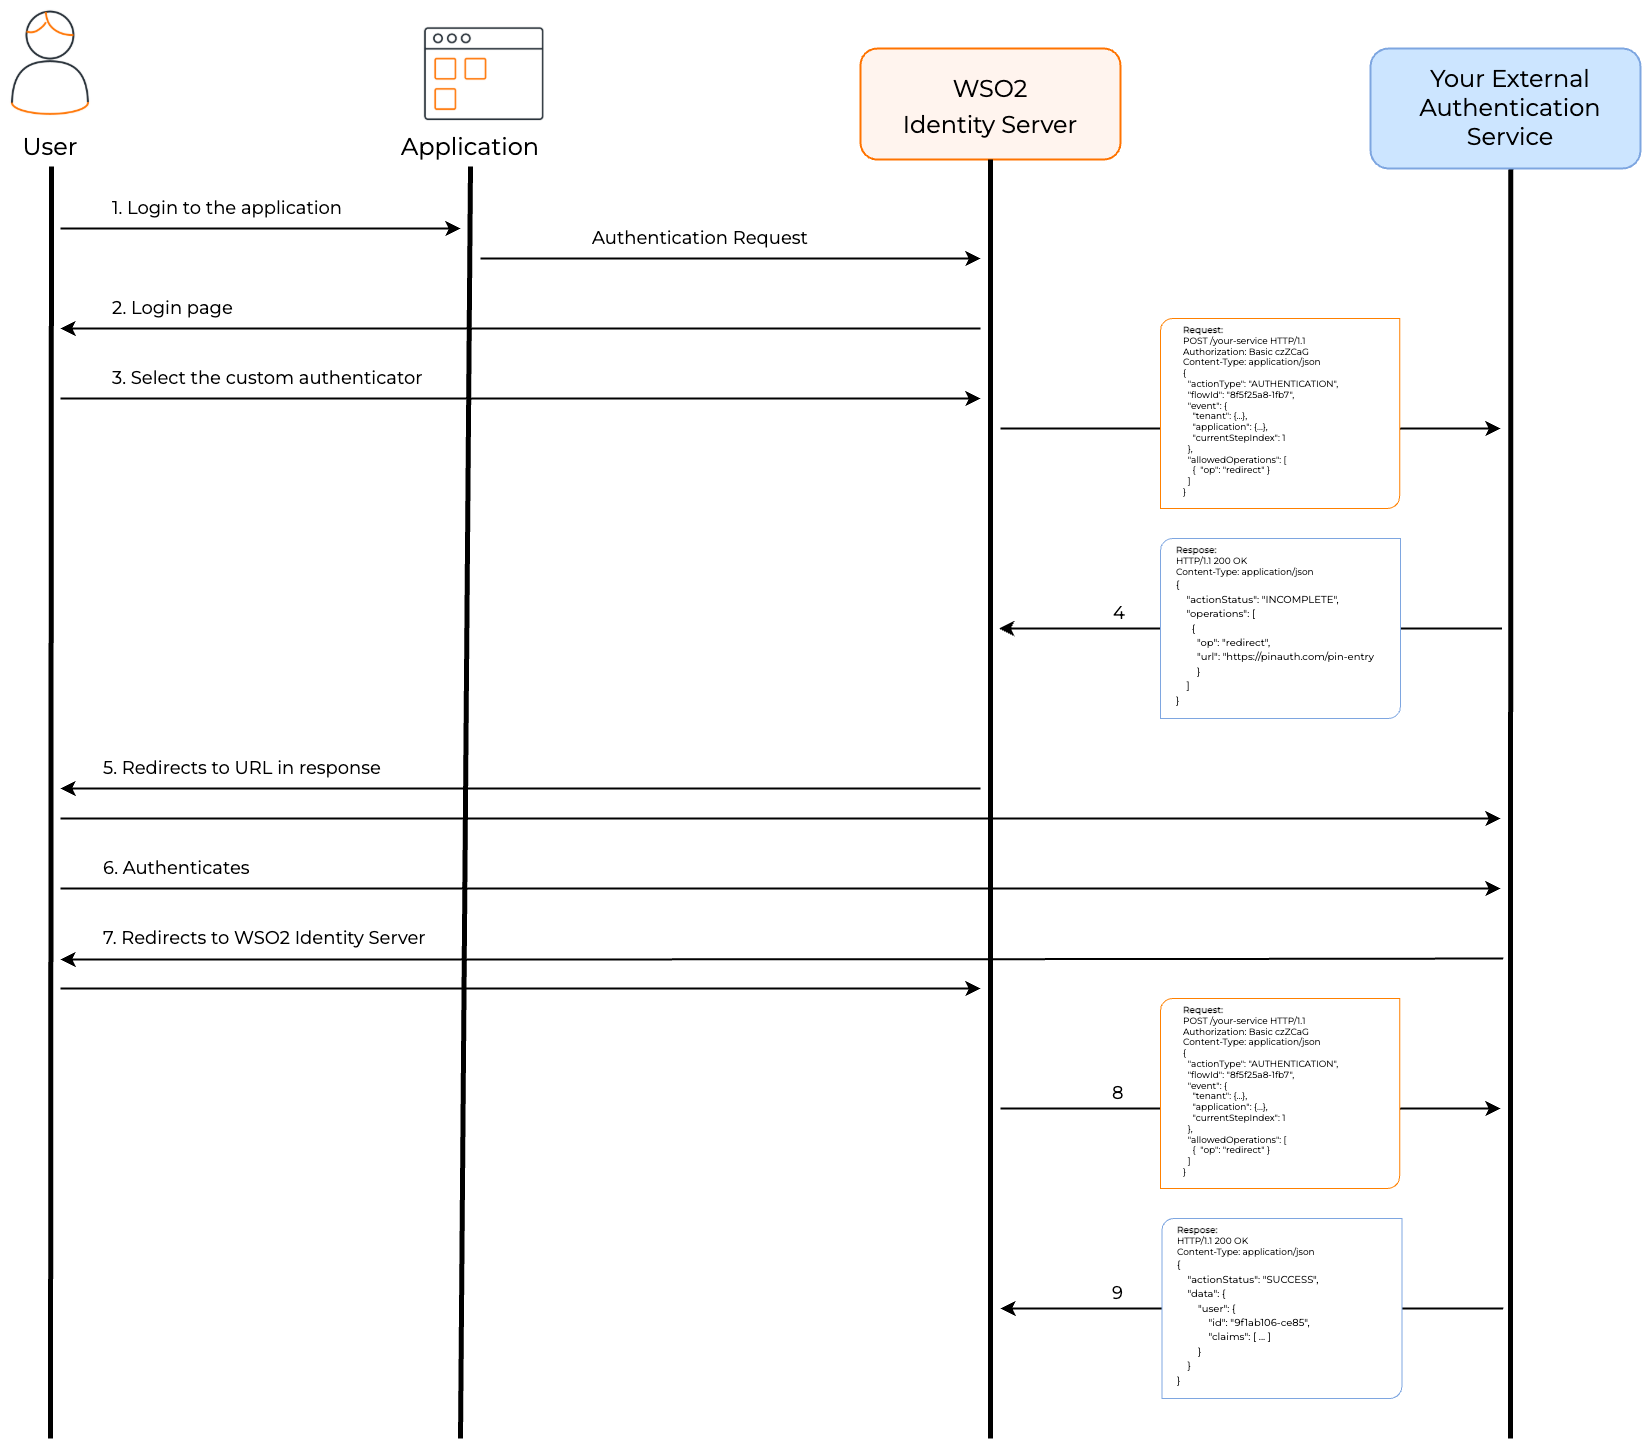 User
Application
WSO2
Identity Server
Your External
Authentication
Service
1. Login to the application
Authentication Request
2. Login page
3. Select the custom authenticator
Request:
POST /your-service HTTP/1.1
Authorization: Basic czZCaG
Content-Type: application/json
{
"actionType": "AUTHENTICATION",
"flowId": "8f5f25a8-1fb7",
"event": {
"tenant": {...},
"application": {...},
"currentStepIndex": 1
},
"allowedOperations": [
{ "op": "redirect" }
]
}
4
Respose:
HTTP/1.1 200 OK
Content-Type: application/json
{
"actionStatus": "INCOMPLETE",
"operations": [
{
"op": "redirect",
"url": "https://pinauth.com/pin-entry
}
]
}
5. Redirects to URL in response
6. Authenticates
7. Redirects to WSO2 Identity Server
8
Request:
POST /your-service HTTP/1.1
Authorization: Basic czZCaG
Content-Type: application/json
{
"actionType": "AUTHENTICATION",
"flowId": "8f5f25a8-1fb7",
"event": {
"tenant": {...},
"application": {...},
"currentStepIndex": 1
},
"allowedOperations": [
{ "op": "redirect" }
]
}
9
Respose:
HTTP/1.1 200 OK
Content-Type: application/json
{
"actionStatus": "SUCCESS",
"data": {
"user": {
"id": "9f1ab106-ce85",
"claims": [ ... ]
}
}
}